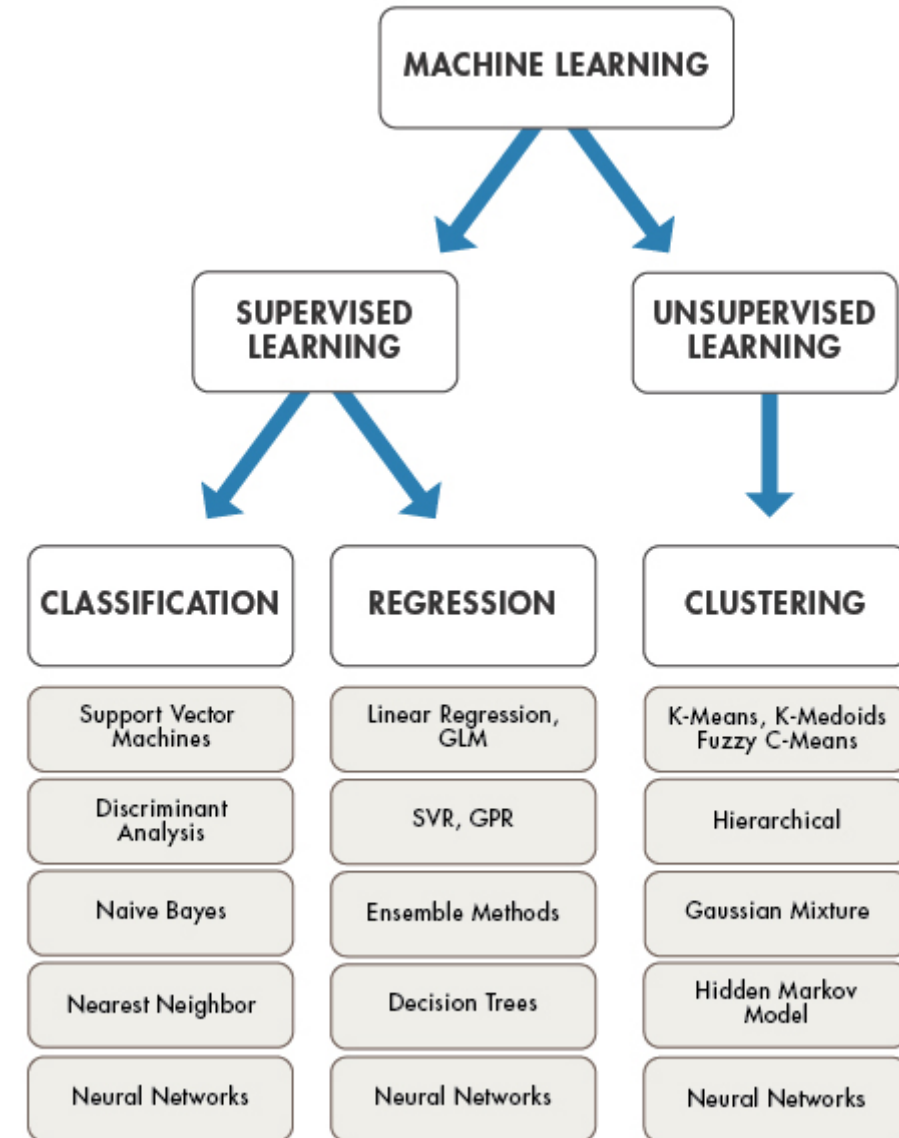 MACHINE LEARNING
SUPERVISED
LEARNING
UNSUPERVISED
LEARNING
CLASSIFICATION
Support Vector
Machines
Discriminant
Analysis
Naive Bayes
Nearest Neighbor
Neural Networks
REGRESSION
Linear Regression,
GLM
SVR, GPR
Ensemble Methods
Decision Trees
Neural Networks
CLUSTERING
K-Means, K-Medoids
Fuzzy C-Means
Hierarchical
Gaussian Mixture
Hidden Markov
Model
Neural Networks